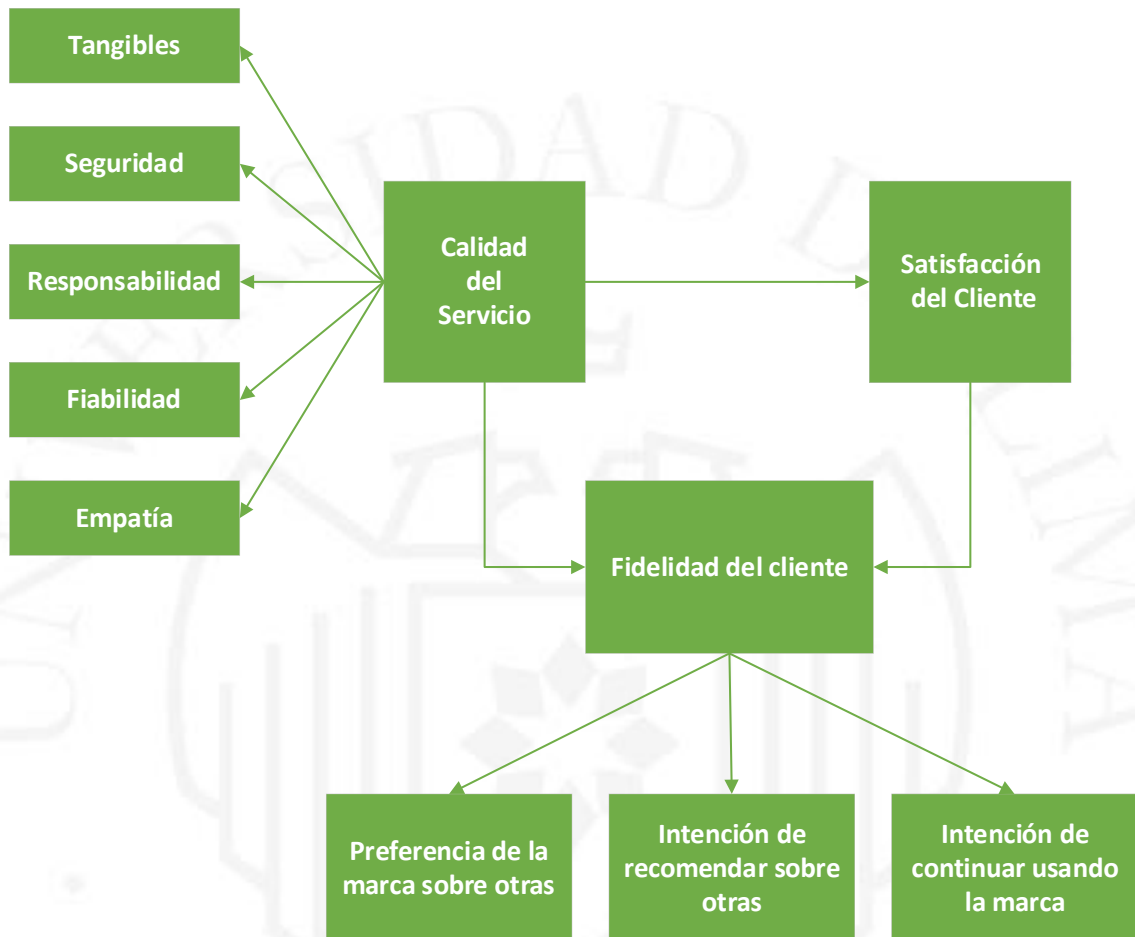 Tangibles
Seguridad
Responsabilidad
Fiabilidad
Empatía
Calidad
del
Servicio
Satisfacción
del Cliente
Fidelidad del cliente
Preferencia de la
marca sobre otras
Intención de
recomendar sobre
otras
Intención de
continuar usando
la marca